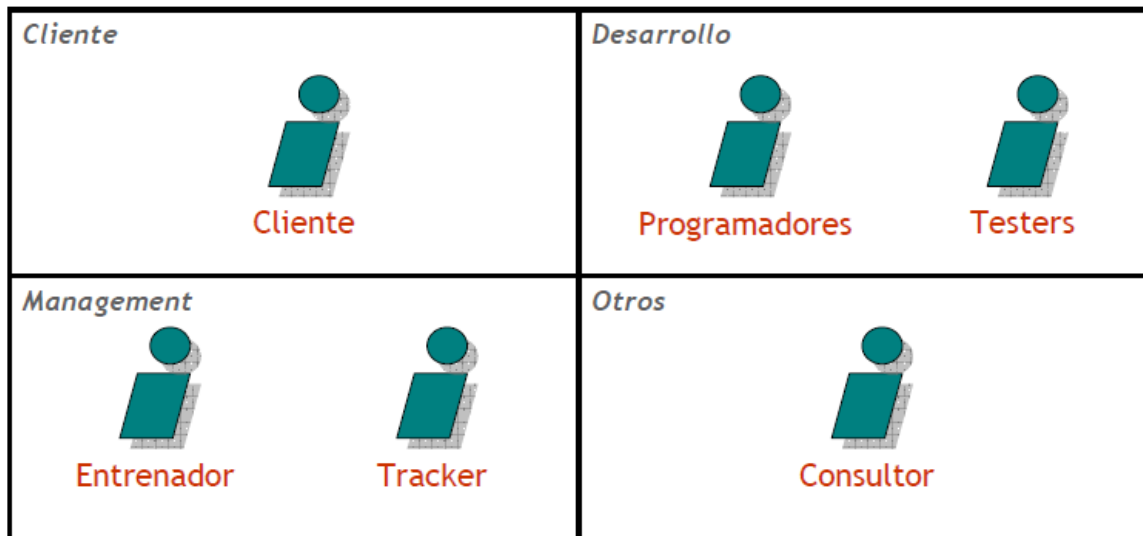 Cliente
Desarrollo
Cliente
Programadores
Testers
Management
Otros
Entrenador
Tracker
Consultor